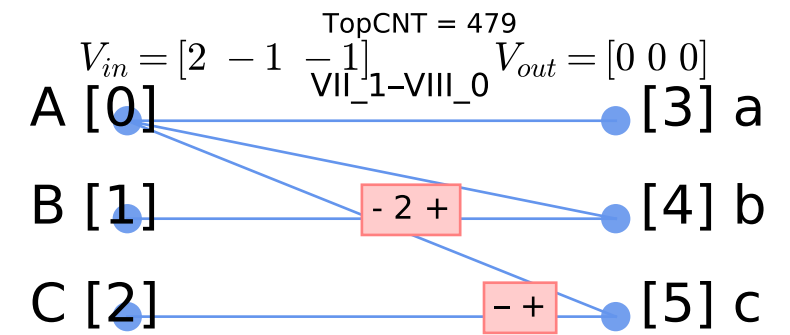 TopCNT = 479
V_in = [2 −1 −1] V_out = [0 0 0]
VII_1–VIII_0
A [0] [3] a
B [1] - 2 + [4] b
C [2] – + [5] c